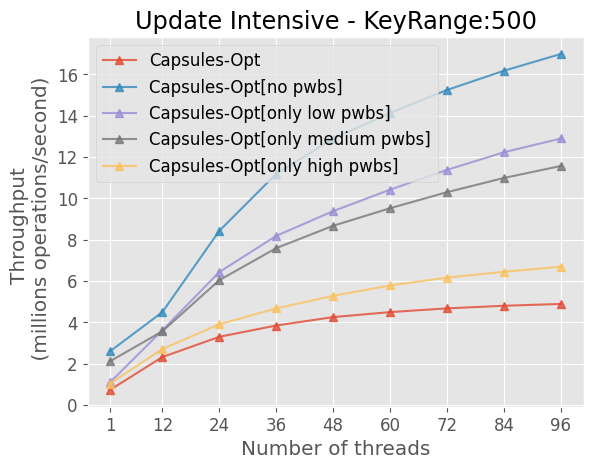 Update Intensive - KeyRange:500
Capsules-Opt
Capsules-Opt[no pwbs]
Capsules-Opt[only low pwbs]
Capsules-Opt[only medium pwbs]
Capsules-Opt[only high pwbs]
Throughput
(millions operations/second)
16
14
12
10
8
6
4
2
0
1 12 24 36 48 60 72 84 96
Number of threads